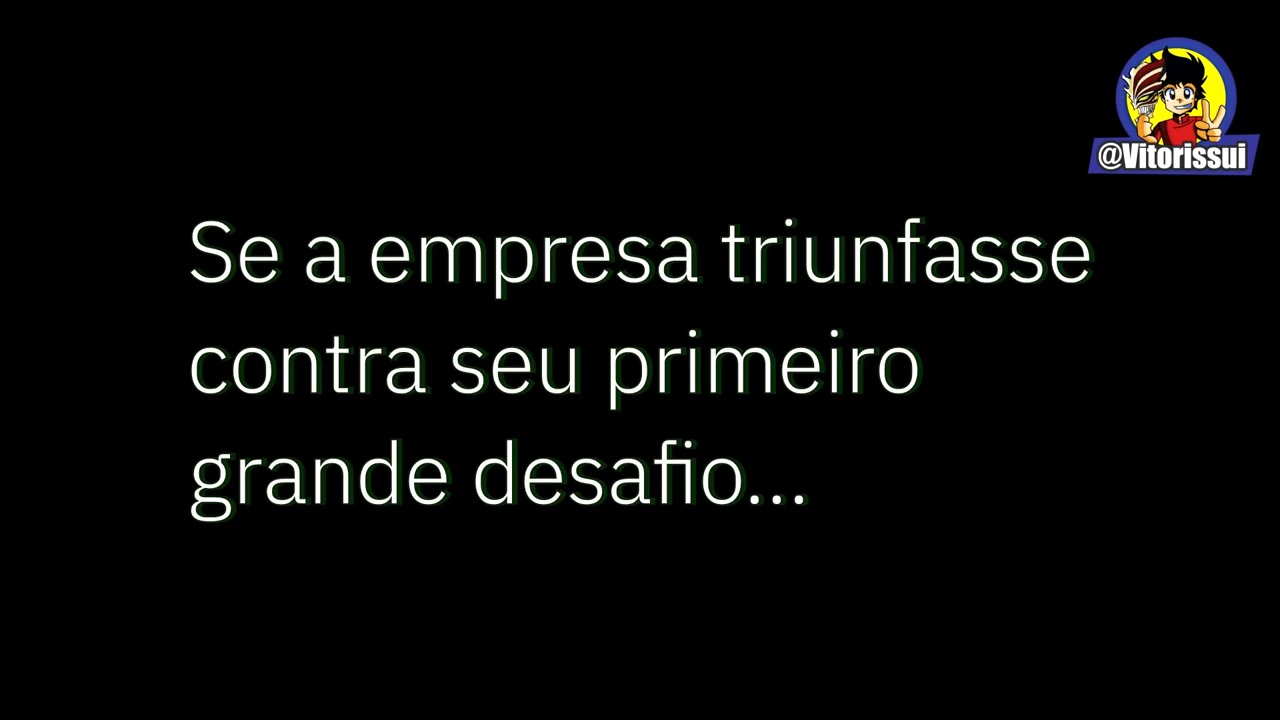 @Vitorissui
Se a empresa triunfasse
contra seu primeiro
grande desafio...